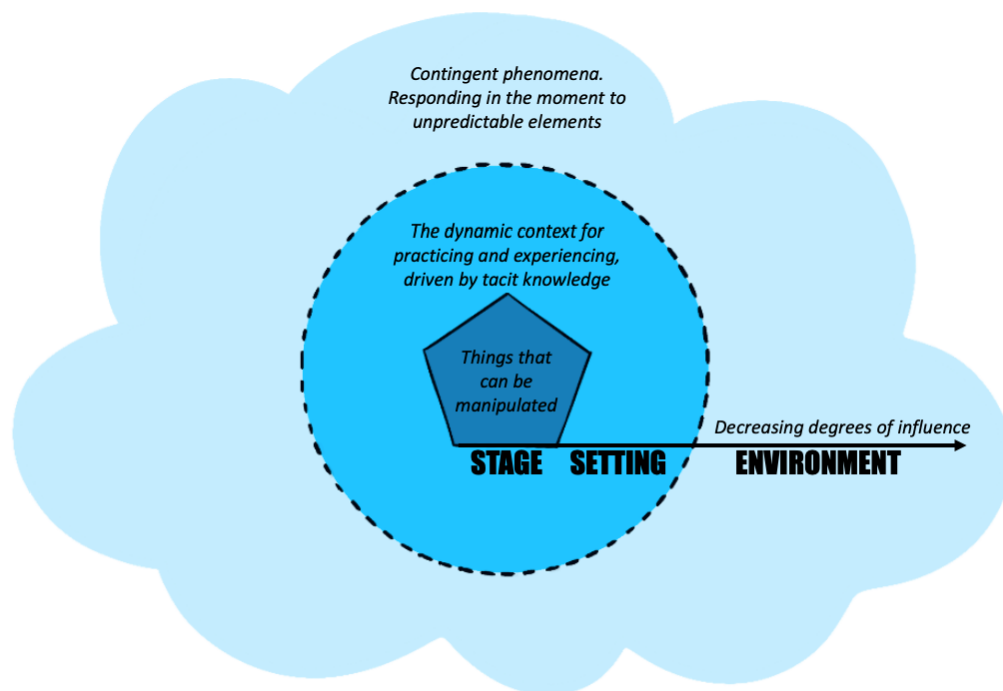 Contingent phenomena.
Responding in the moment to
unpredictable elements
The dynamic context for
practicing and experiencing,
driven by tacit knowledge
Things that
can be
manipulated
Decreasing degrees of influence
STAGE SETTING ENVIRONMENT